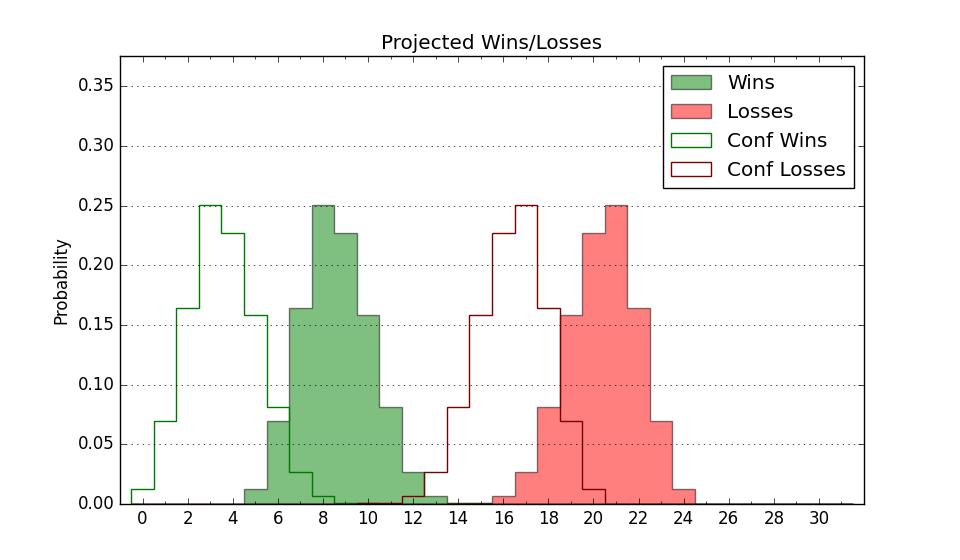 Projected Wins/Losses
Wins
Losses
Conf Wins
Conf Losses
Probability
0.35
0.30
0.25
0.20
0.15
0.10
0.05
0.00
0 2 4 6 8 10 12 14 16 18 20 22 24 26 28 30